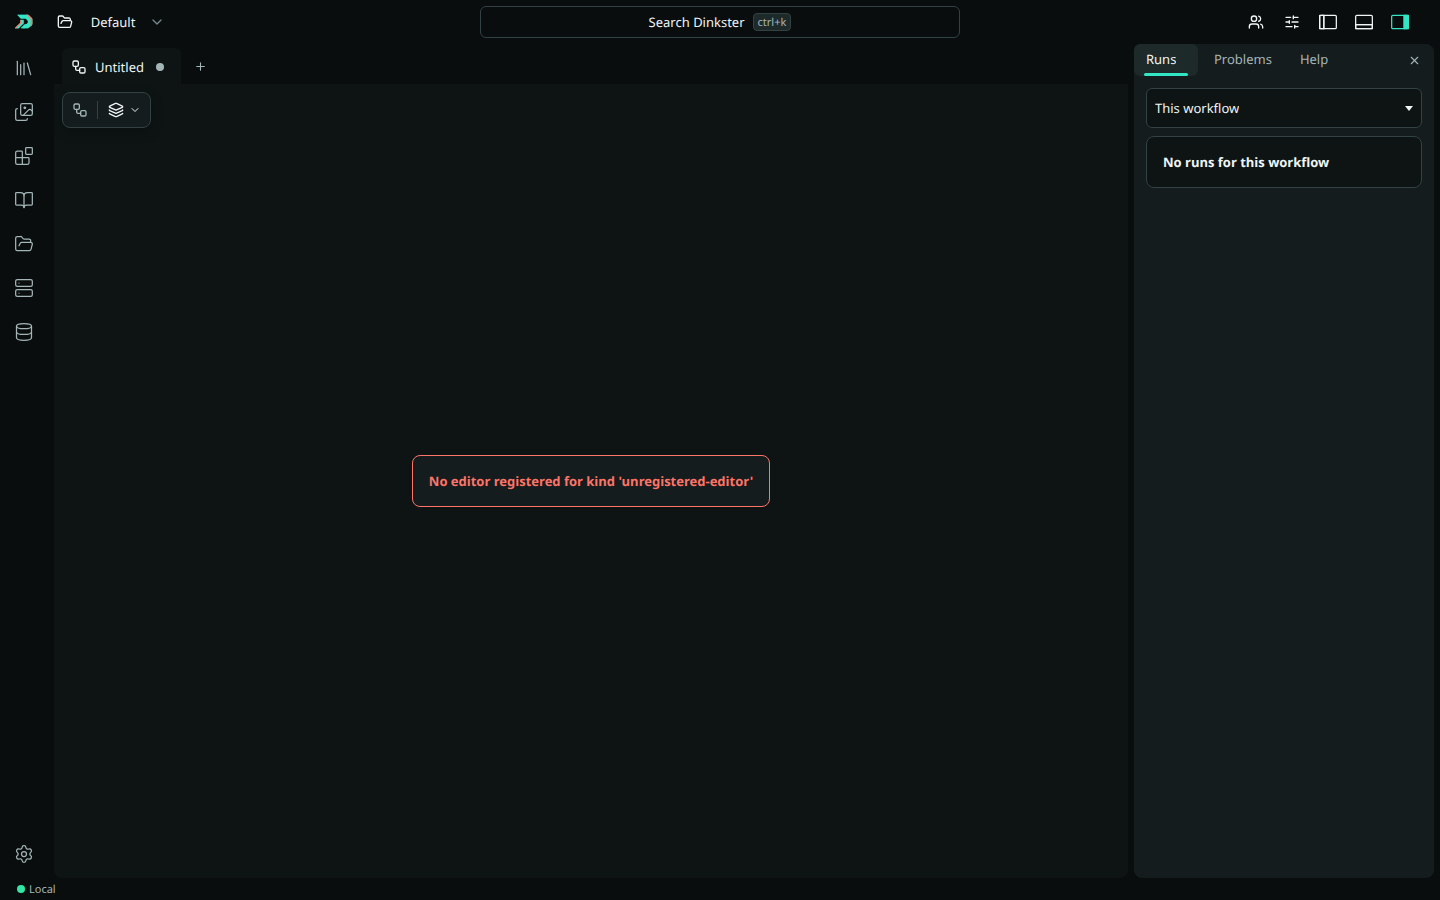 Default
Search Dinkster ctrl+k
Untitled
Runs Problems Help
This workflow
No runs for this workflow
No editor registered for kind 'unregistered-editor'
Local